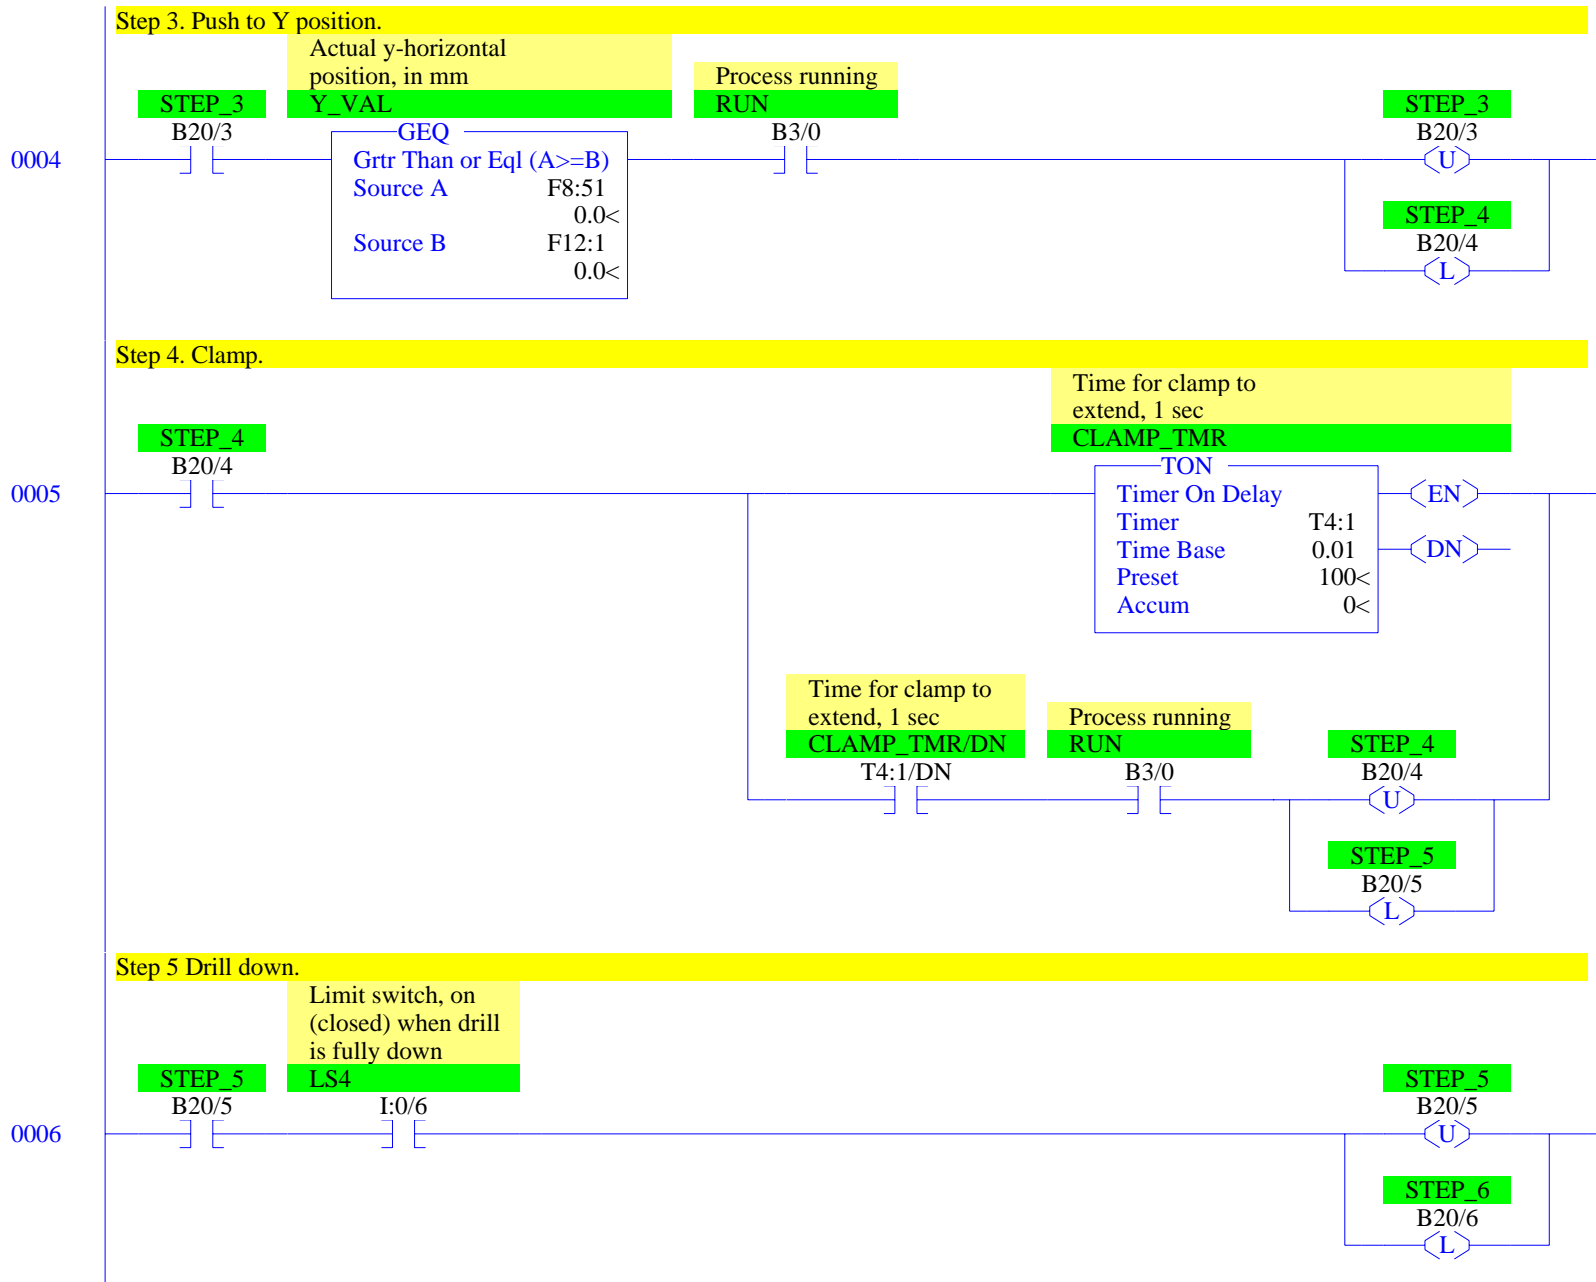 Step 3. Push to Y position.
Actual y-horizontal
position, in mm
Process running
STEP_3
Y_VAL
RUN
STEP_3
B20/3
GEQ
B3/0
B20/3
0004
Grtr Than or Eql (A>=B)
U
Source A F8:51
0.0<
STEP_4
Source B F12:1
B20/4
0.0<
L
Step 4. Clamp.
Time for clamp to
extend, 1 sec
STEP_4
CLAMP_TMR
B20/4
TON
0005
Timer On Delay
EN
Timer T4:1
Time Base 0.01
DN
Preset 100<
Accum 0<
Time for clamp to
extend, 1 sec
Process running
CLAMP_TMR/DN
RUN
STEP_4
T4:1/DN
B3/0
B20/4
U
STEP_5
B20/5
L
Step 5 Drill down.
Limit switch, on
(closed) when drill
is fully down
STEP_5
LS4
STEP_5
B20/5
I:0/6
B20/5
0006
U
STEP_6
B20/6
L